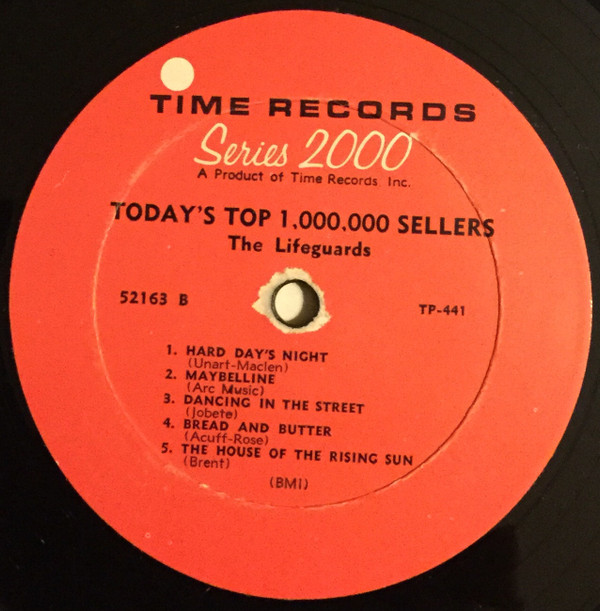 TIME RECORDS
Series 2000
A Product of Time Records, Inc.
TODAY'S TOP 1,000,000 SELLERS
The Lifeguards
52163 B
TP-441
1. HARD DAY'S NIGHT
(Unart-Maclen)
2. MAYBELLINE
(Arc Music)
3. DANCING IN THE STREET
(Jobete)
4. BREAD AND BUTTER
(Acuff-Rose)
5. THE HOUSE OF THE RISING SUN
(Brent)
(BMI)